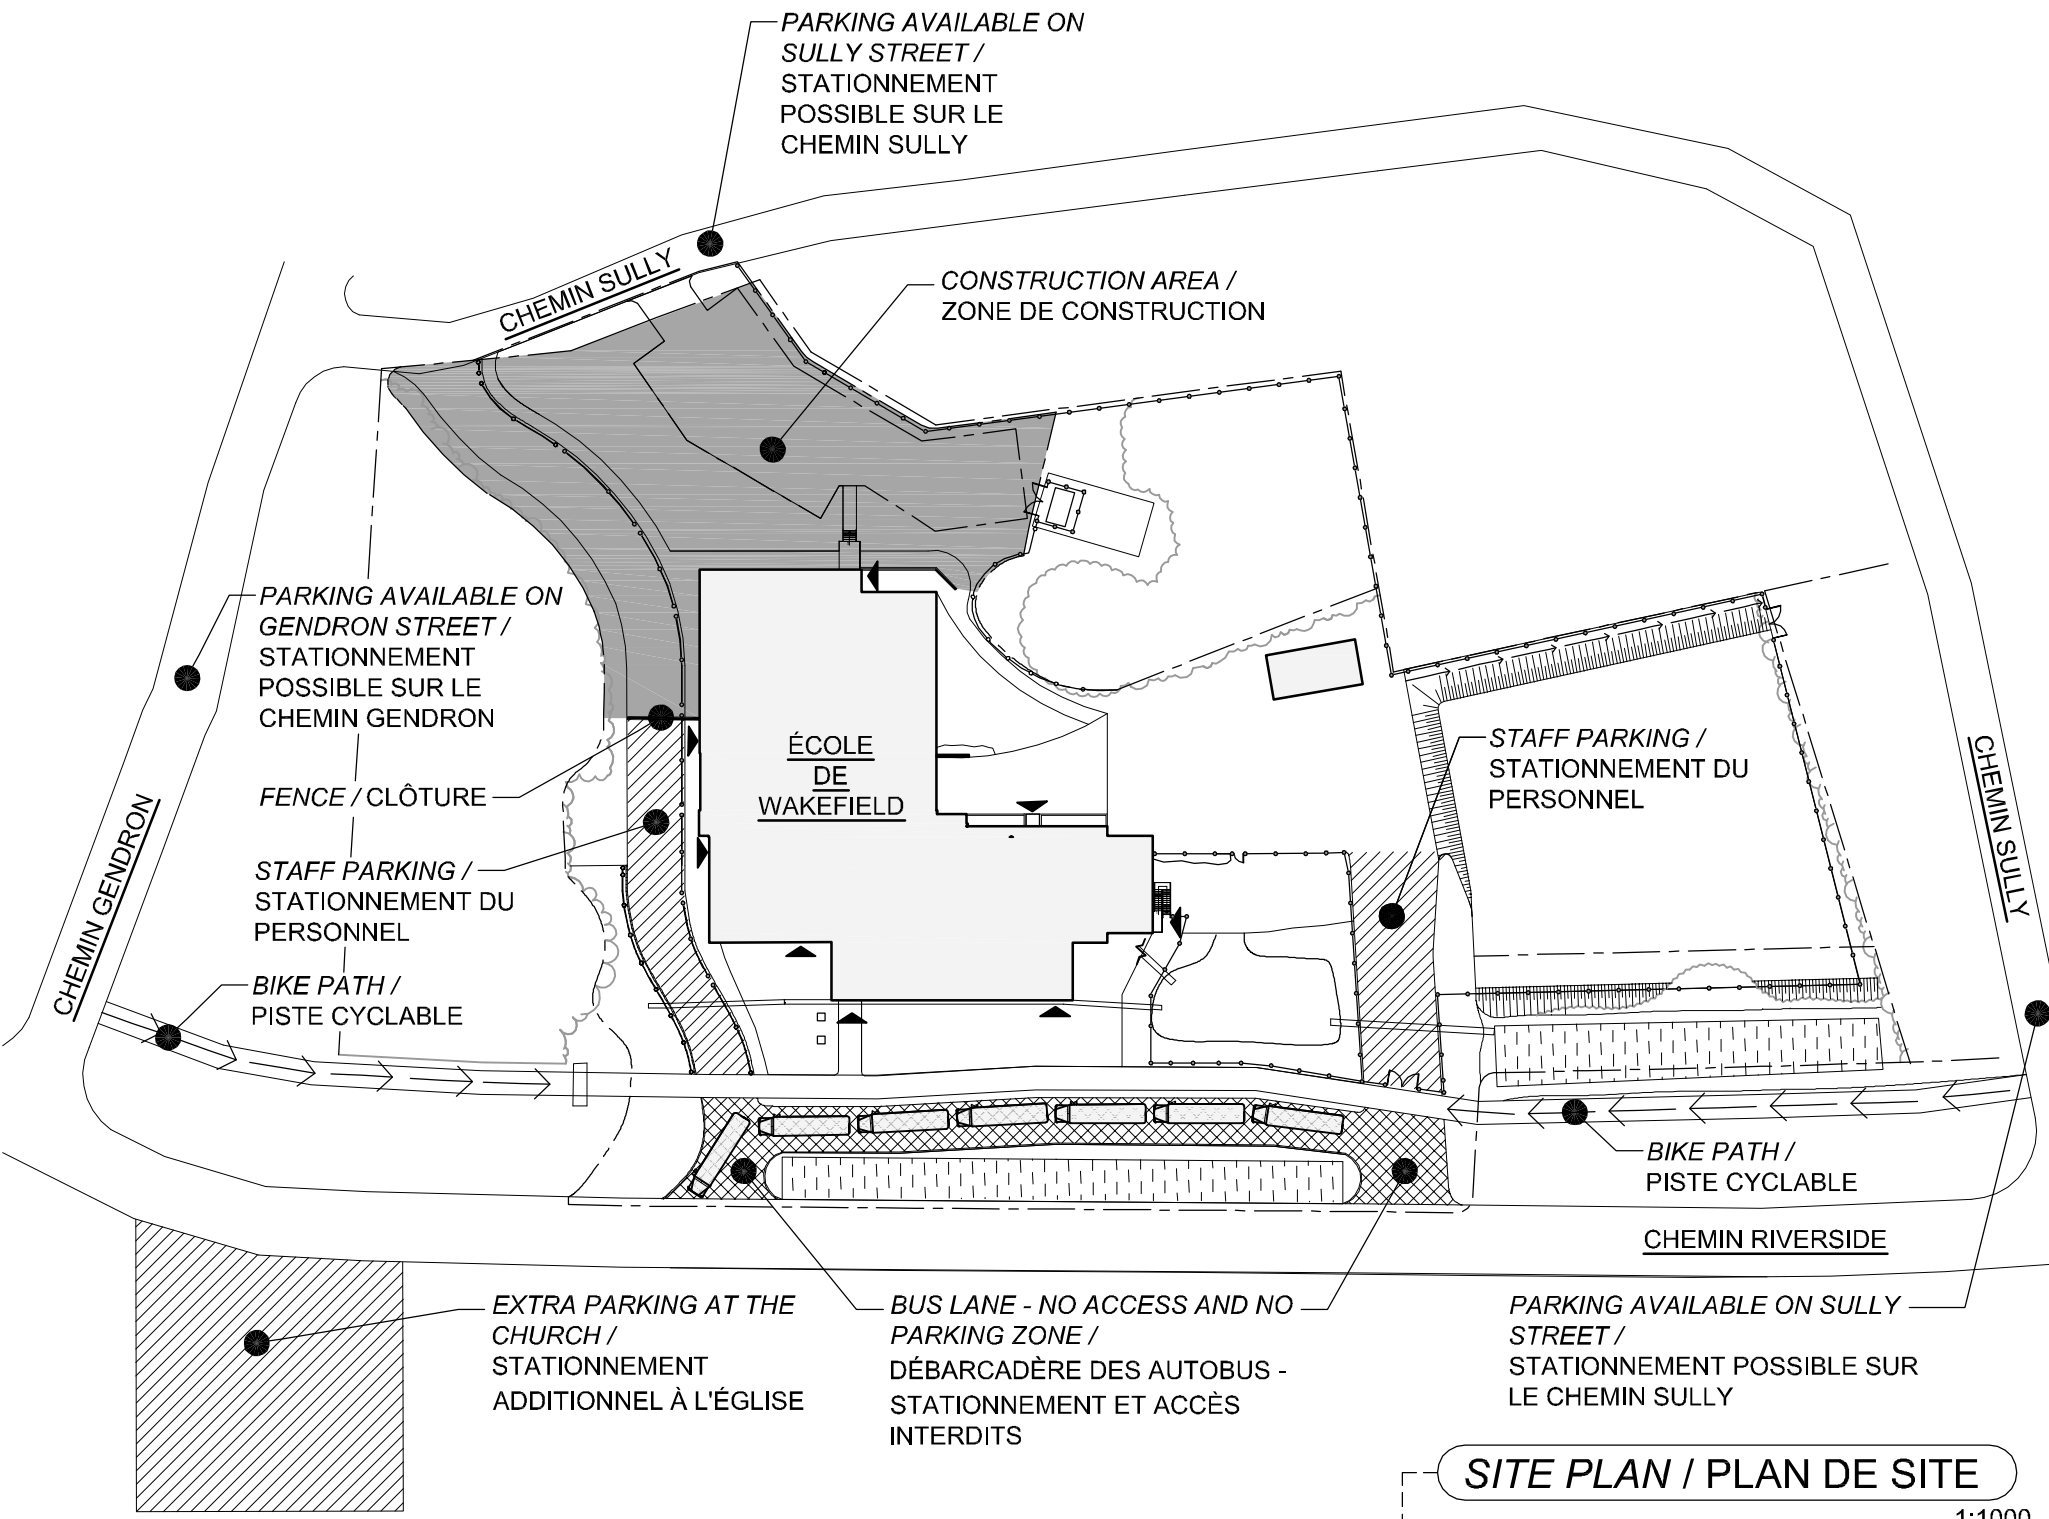 PARKING AVAILABLE ON
SULLY STREET /
STATIONNEMENT
POSSIBLE SUR LE
CHEMIN SULLY
CHEMIN SULLY
CONSTRUCTION AREA /
ZONE DE CONSTRUCTION
PARKING AVAILABLE ON
GENDRON STREET /
STATIONNEMENT
POSSIBLE SUR LE
CHEMIN GENDRON
FENCE / CLÔTURE
STAFF PARKING /
STATIONNEMENT DU
PERSONNEL
CHEMIN GENDRON
BIKE PATH /
PISTE CYCLABLE
ÉCOLE
DE
WAKEFIELD
STAFF PARKING /
STATIONNEMENT DU
PERSONNEL
CHEMIN SULLY
BIKE PATH /
PISTE CYCLABLE
CHEMIN RIVERSIDE
EXTRA PARKING AT THE
CHURCH /
STATIONNEMENT
ADDITIONNEL À L'ÉGLISE
BUS LANE - NO ACCESS AND NO
PARKING ZONE /
DÉBARCADÈRE DES AUTOBUS -
STATIONNEMENT ET ACCÈS
INTERDITS
PARKING AVAILABLE ON SULLY
STREET /
STATIONNEMENT POSSIBLE SUR
LE CHEMIN SULLY
SITE PLAN / PLAN DE SITE
1:1000